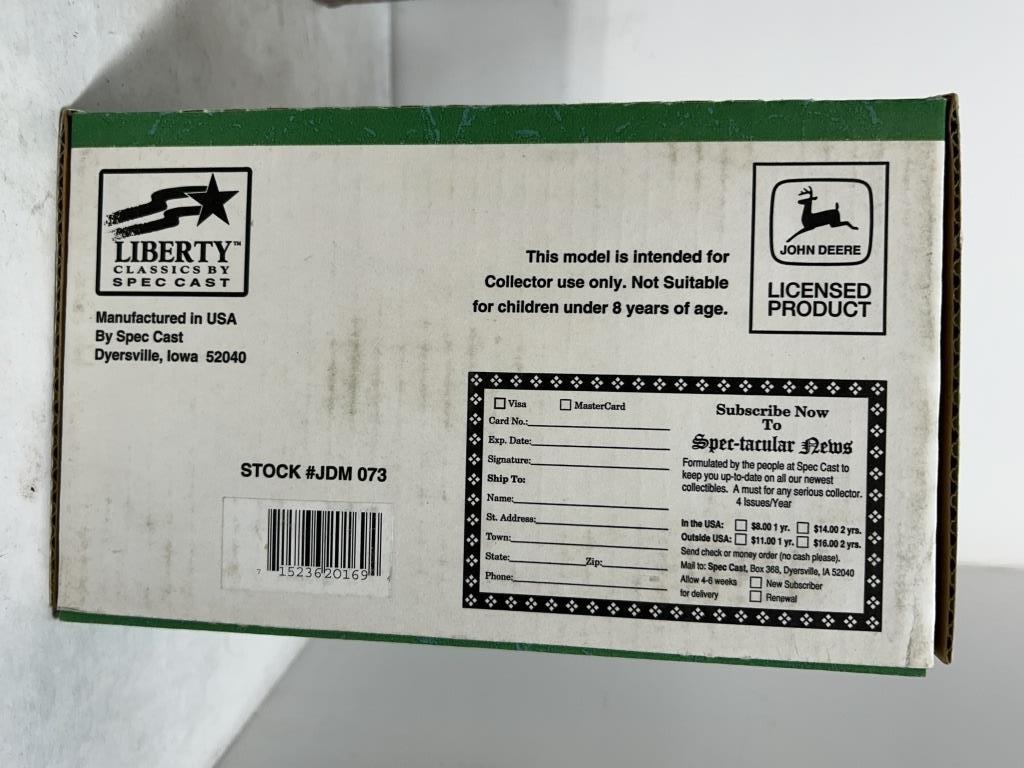 LIBERTY™
CLASSICS BY
SPEC CAST
Manufactured in USA
By Spec Cast
Dyersville, Iowa 52040
This model is intended for
Collector use only. Not Suitable
for children under 8 years of age.
JOHN DEERE
LICENSED
PRODUCT
STOCK #JDM 073
7 1523620169
Visa MasterCard
Card No.:
Exp. Date:
Signature:
Ship To:
Name:
St. Address:
Town:
State: Zip:
Phone:
Subscribe Now
To
Spec-tacular News
Formulated by the people at Spec Cast to
keep you up-to-date on all our newest
collectibles. A must for any serious collector.
4 Issues/Year
In the USA: $8.00 1 yr. $14.00 2 yrs.
Outside USA: $11.00 1 yr. $16.00 2 yrs.
Send check or money order (no cash please).
Mail to: Spec Cast, Box 368, Dyersville, IA 52040
Allow 4-6 weeks New Subscriber
for delivery Renewal